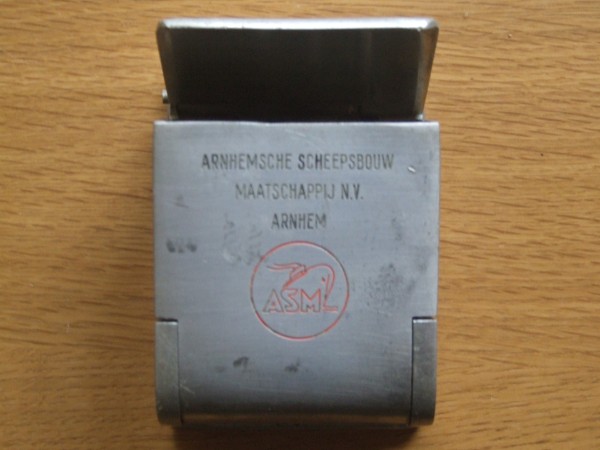 ARNHEMSCHE SCHEEPSBOUW
MAATSCHAPPIJ N.V.
ARNHEM
ASM